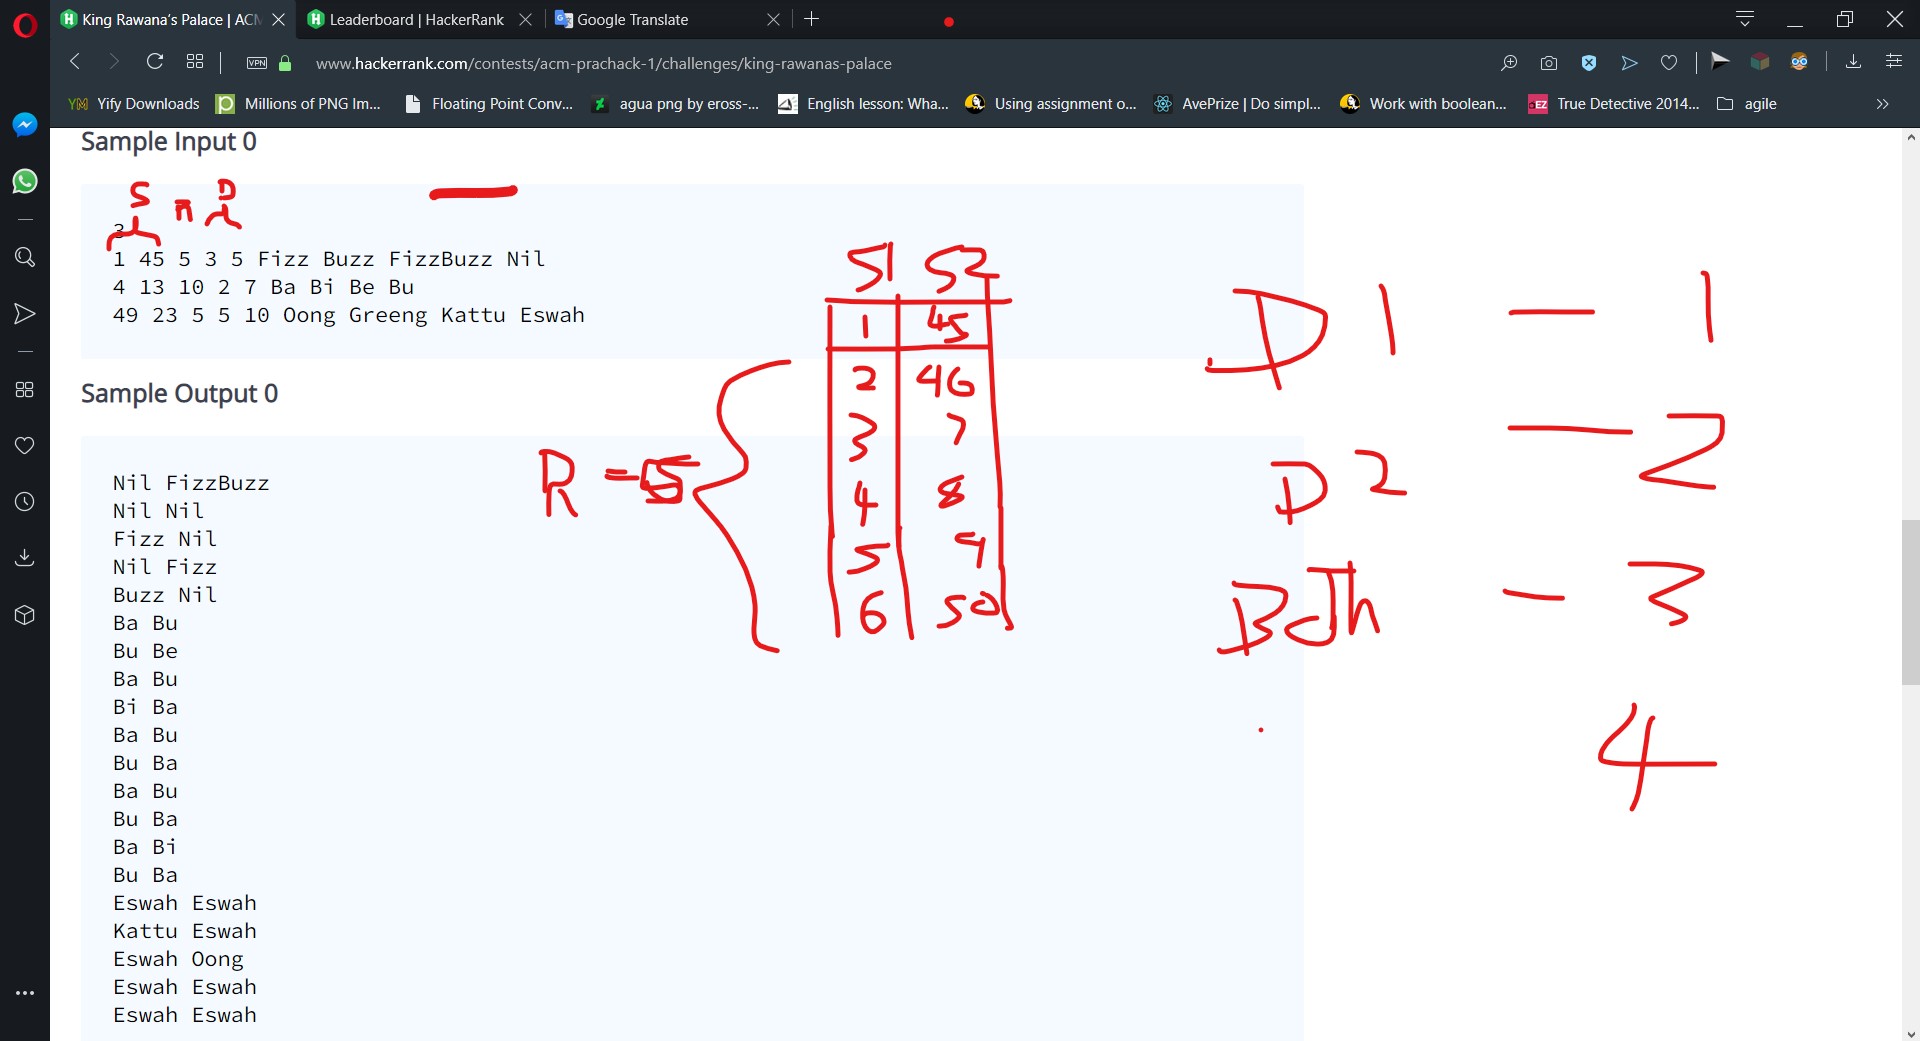 King Rawana's Palace | ACM
Leaderboard | HackerRank
Google Translate
VPN
www.hackerrank.com/contests/acm-prachack-1/challenges/king-rawanas-palace
YM Yify Downloads
Millions of PNG Im...
Floating Point Conv...
agua png by eross-...
English lesson: Wha...
Using assignment o...
AvePrize | Do simpl...
Work with boolean...
EZ True Detective 2014...
agile
Sample Input 0
S n D
3
1 45 5 3 5 Fizz Buzz FizzBuzz Nil
4 13 10 2 7 Ba Bi Be Bu
49 23 5 5 10 Oong Greeng Kattu Eswah
Sample Output 0
Nil FizzBuzz
Nil Nil
Fizz Nil
Nil Fizz
Buzz Nil
Ba Bu
Bu Be
Ba Bu
Bi Ba
Ba Bu
Bu Ba
Ba Bu
Bu Ba
Ba Bi
Bu Ba
Eswah Eswah
Kattu Eswah
Eswah Oong
Eswah Eswah
Eswah Eswah
R = 5
S1 S2
1 45
2 46
3 7
4 8
5 9
6 50
D1 — 1
D2 — 2
Both - 3
4